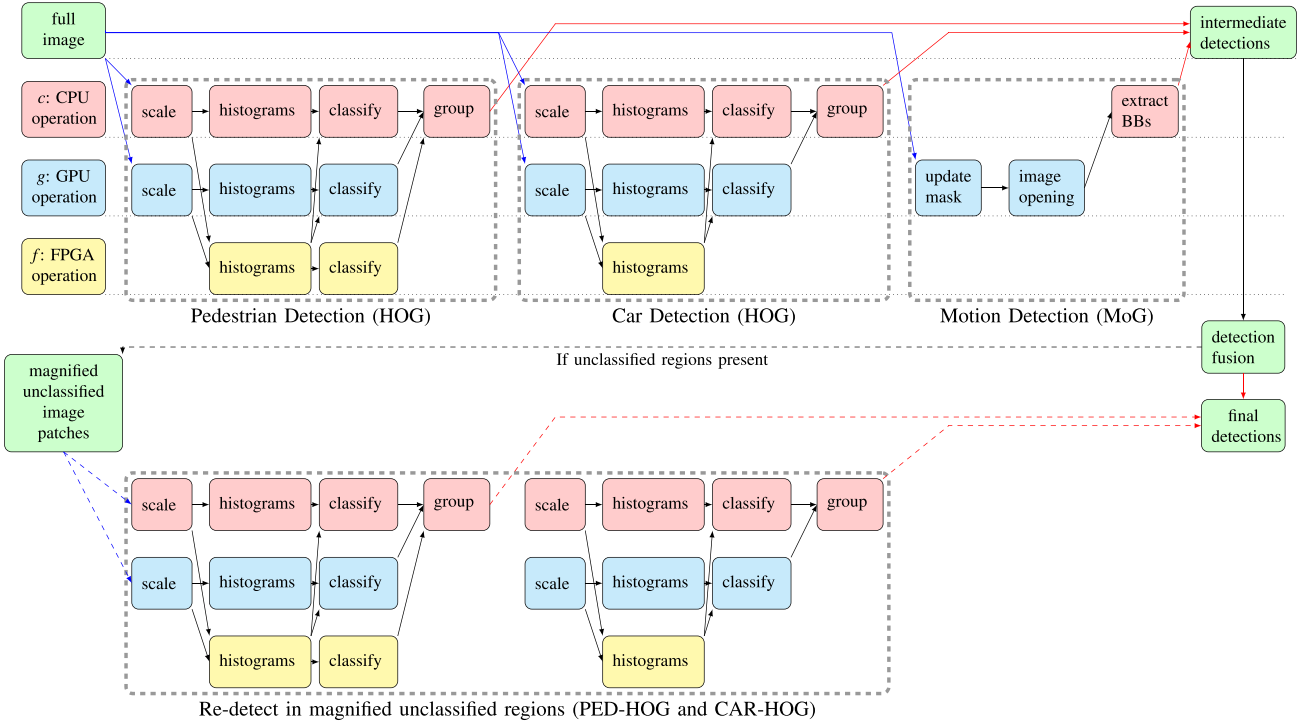 full
image
intermediate
detections
c: CPU
operation
scale
histograms
classify
group
scale
histograms
classify
group
extract
BBs
g: GPU
operation
scale
histograms
classify
scale
histograms
classify
update
mask
image
opening
f: FPGA
operation
histograms
classify
histograms
Pedestrian Detection (HOG)
Car Detection (HOG)
Motion Detection (MoG)
detection
fusion
If unclassified regions present
magnified
unclassified
image
patches
final
detections
scale
histograms
classify
group
scale
histograms
classify
group
scale
histograms
classify
scale
histograms
classify
histograms
classify
histograms
Re-detect in magnified unclassified regions (PED-HOG and CAR-HOG)